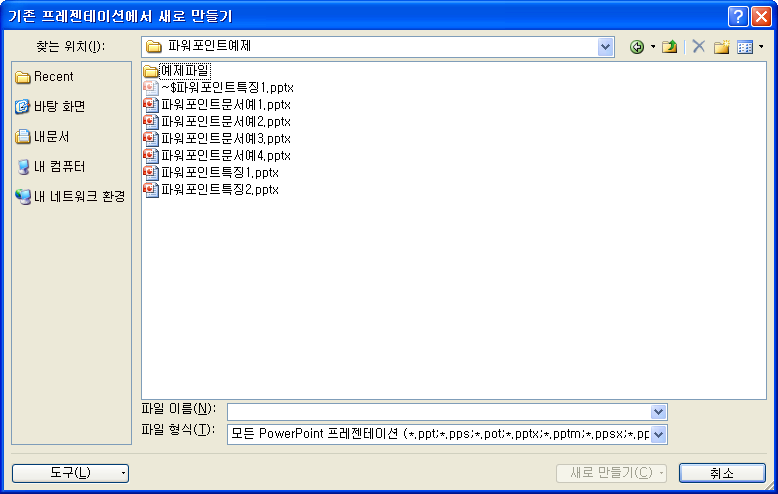 기존 프레젠테이션에서 새로 만들기
찾는 위치(I):
파워포인트예제
Recent
바탕 화면
내문서
내 컴퓨터
내 네트워크 환경
예제파일
~$파워포인트특징1.pptx
파워포인트문서예1.pptx
파워포인트문서예2.pptx
파워포인트문서예3.pptx
파워포인트문서예4.pptx
파워포인트특징1.pptx
파워포인트특징2.pptx
파일 이름(N):
파일 형식(T):
모든 PowerPoint 프레젠테이션 (*.ppt;*.pps;*.pot;*.pptx;*.pptm;*.ppsx;*.pp
도구(L)
새로 만들기(C)
취소